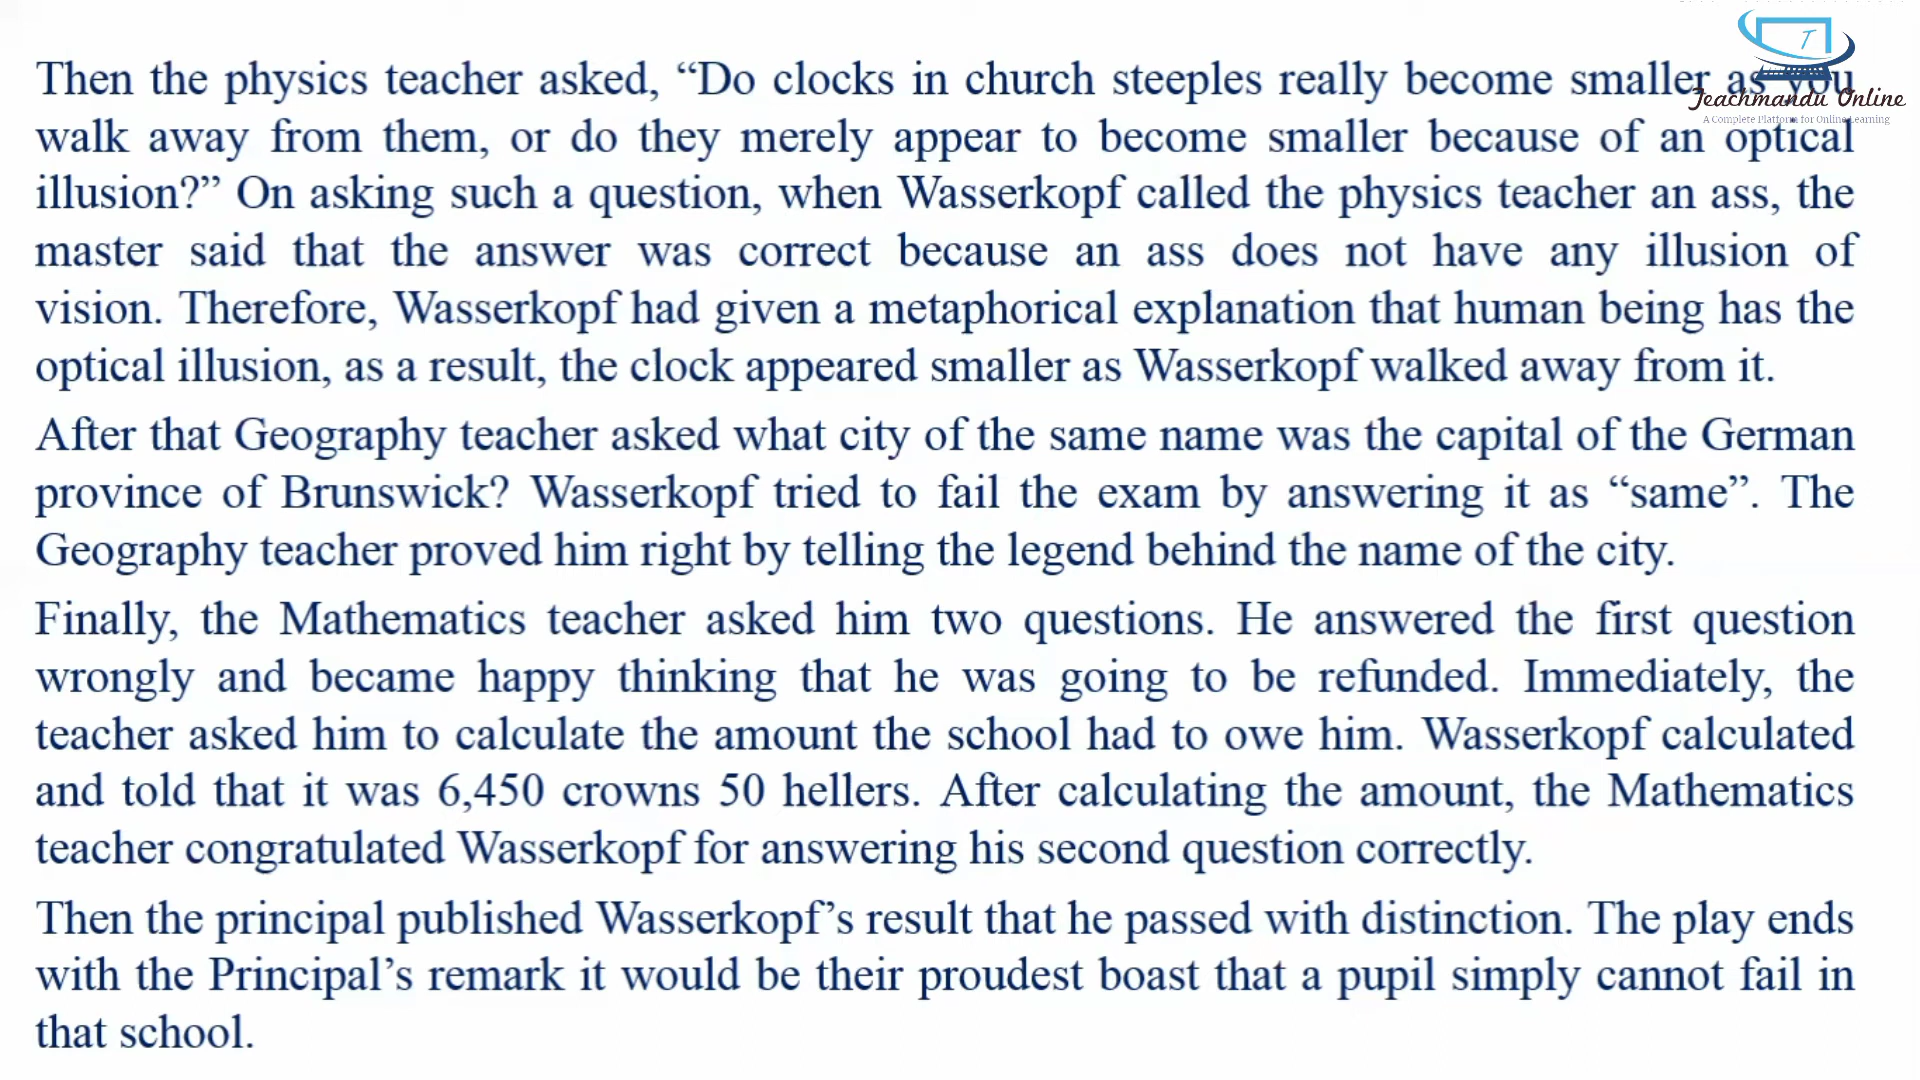 Then the physics teacher asked, “Do clocks in church steeples really become smaller as you
walk away from them, or do they merely appear to become smaller because of an optical
illusion?” On asking such a question, when Wasserkopf called the physics teacher an ass, the
master said that the answer was correct because an ass does not have any illusion of
vision. Therefore, Wasserkopf had given a metaphorical explanation that human being has the
optical illusion, as a result, the clock appeared smaller as Wasserkopf walked away from it.
After that Geography teacher asked what city of the same name was the capital of the German
province of Brunswick? Wasserkopf tried to fail the exam by answering it as “same”. The
Geography teacher proved him right by telling the legend behind the name of the city.
Finally, the Mathematics teacher asked him two questions. He answered the first question
wrongly and became happy thinking that he was going to be refunded. Immediately, the
teacher asked him to calculate the amount the school had to owe him. Wasserkopf calculated
and told that it was 6,450 crowns 50 hellers. After calculating the amount, the Mathematics
teacher congratulated Wasserkopf for answering his second question correctly.
Then the principal published Wasserkopf’s result that he passed with distinction. The play ends
with the Principal’s remark it would be their proudest boast that a pupil simply cannot fail in
that school.
T
Teachmandu Online
A Complete Platform for Online Learning